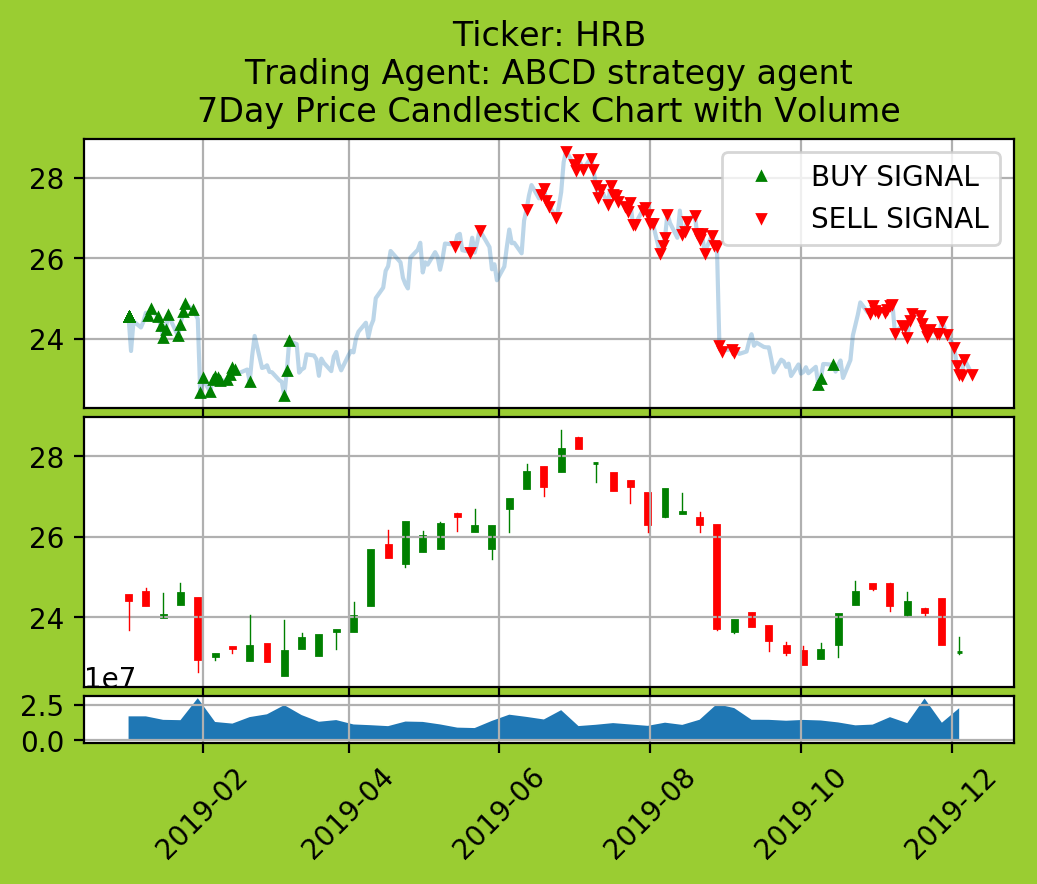 Ticker: HRB
Trading Agent: ABCD strategy agent
7Day Price Candlestick Chart with Volume
BUY SIGNAL
SELL SIGNAL
28
26
24
28
26
24
1e7
2.5
0.0
2019-02
2019-04
2019-06
2019-08
2019-10
2019-12